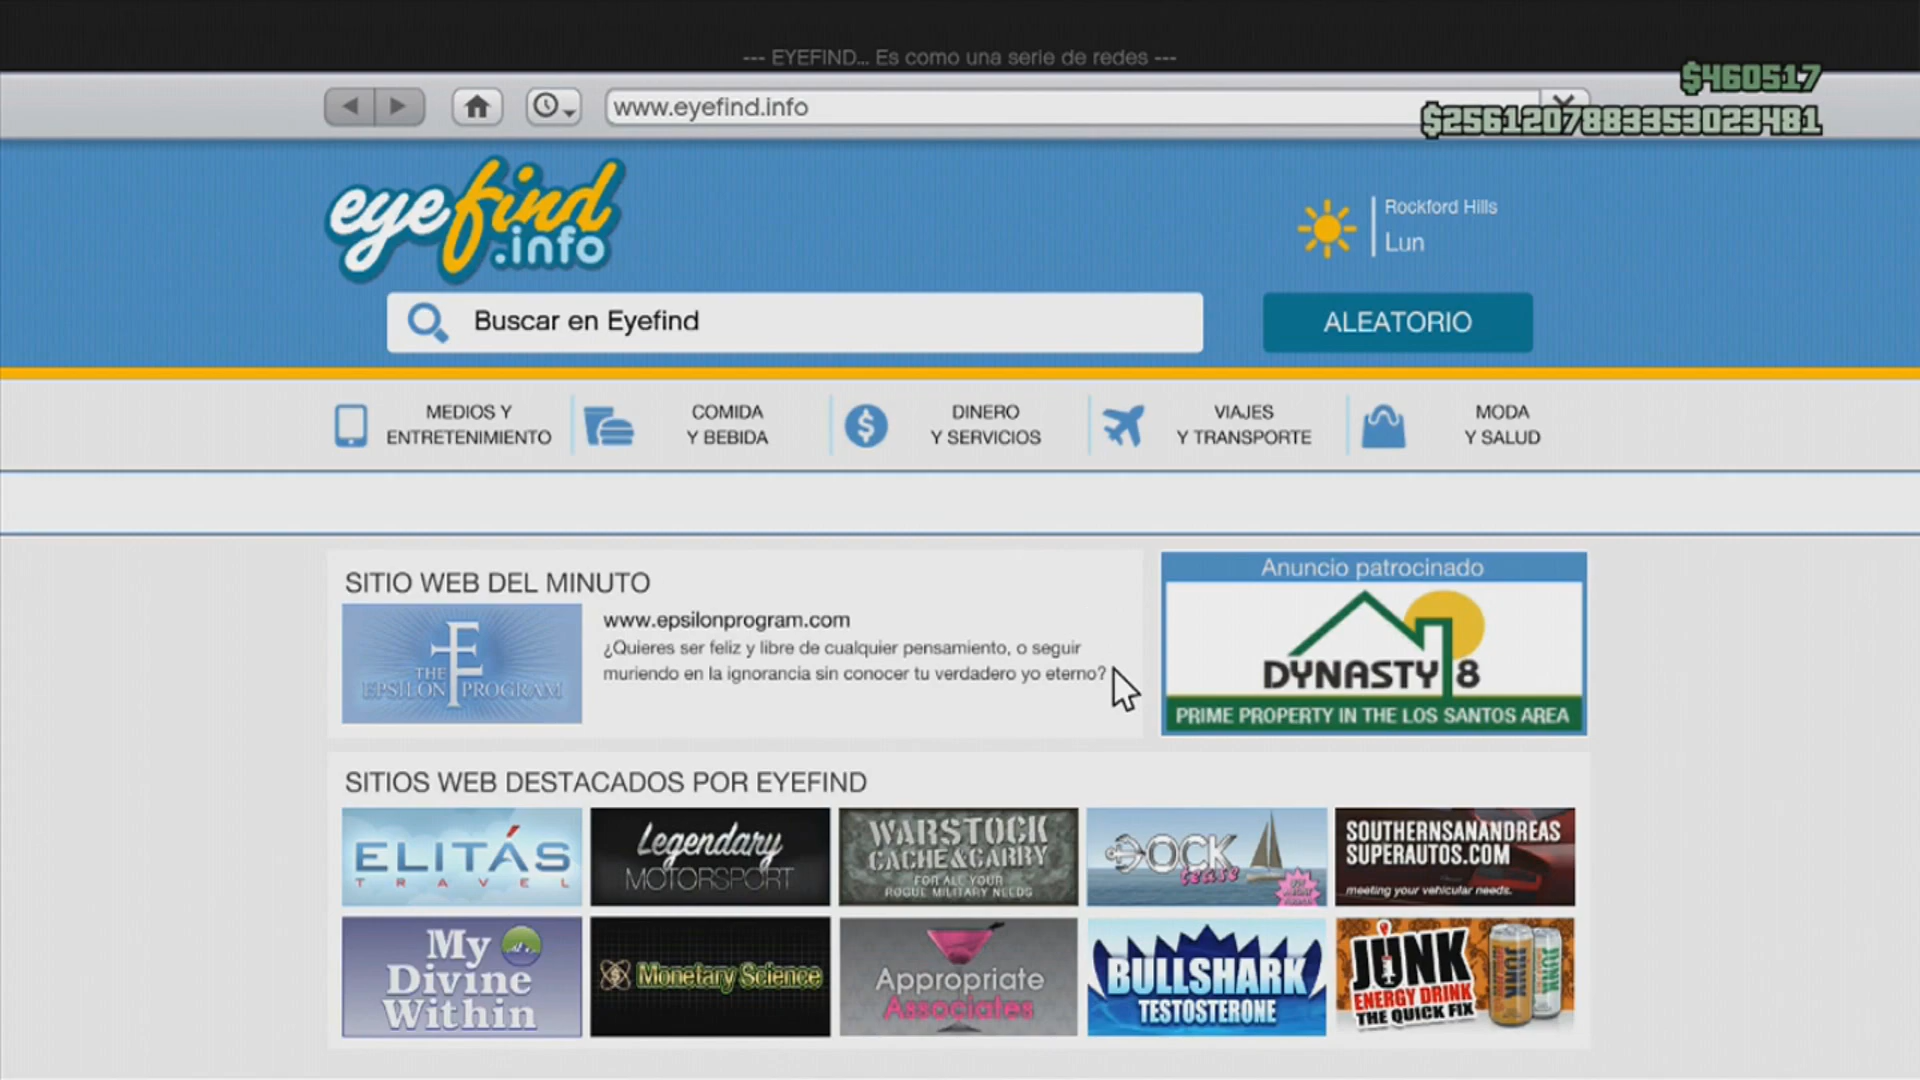 --- EYEFIND... Es como una serie de redes ---
$460517
www.eyefind.info
$2561207883353023481
eyefind
.info
Rockford Hills
Lun
Buscar en Eyefind
ALEATORIO
MEDIOS Y
ENTRETENIMIENTO
COMIDA
Y BEBIDA
DINERO
Y SERVICIOS
VIAJES
Y TRANSPORTE
MODA
Y SALUD
SITIO WEB DEL MINUTO
THE
EPSILON PROGRAM
www.epsilonprogram.com
¿Quieres ser feliz y libre de cualquier pensamiento, o seguir
muriendo en la ignorancia sin conocer tu verdadero yo eterno?
Anuncio patrocinado
DYNASTY 8
PRIME PROPERTY IN THE LOS SANTOS AREA
SITIOS WEB DESTACADOS POR EYEFIND
ELITÁS
TRAVEL
Legendary
MOTORSPORT
WARSTOCK
CACHE & CARRY
FOR ALL YOUR
ROGUE MILITARY NEEDS
DOCK
tease
SOUTHERNSANANDREAS
SUPERAUTOS.COM
meeting your vehicular needs.
My
Divine
Within
Monetary Science
Appropriate
Associates
BULLSHARK
TESTOSTERONE
JUNK
ENERGY DRINK
THE QUICK FIX
JUNK
JUNK